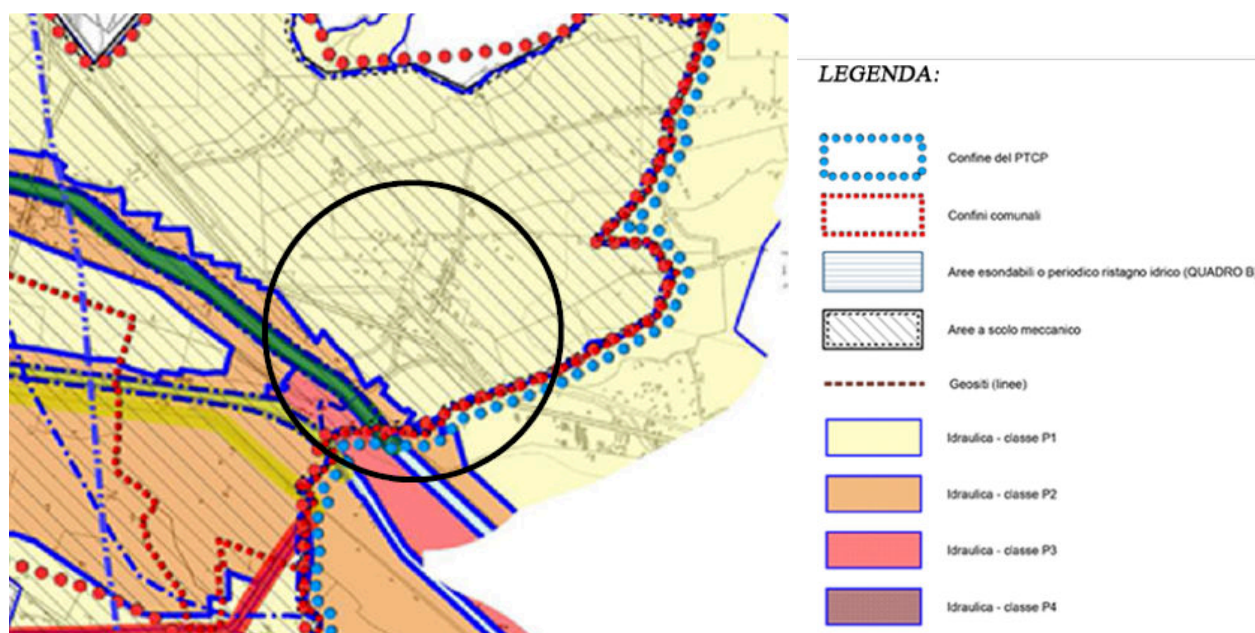 LEGENDA:
Confine del PTCP
Confini comunali
Aree esondabili o periodico ristagno idrico (QUADRO B
Aree a scolo meccanico
Geositi (linee)
Idraulica - classe P1
Idraulica - classe P2
Idraulica - classe P3
Idraulica - classe P4